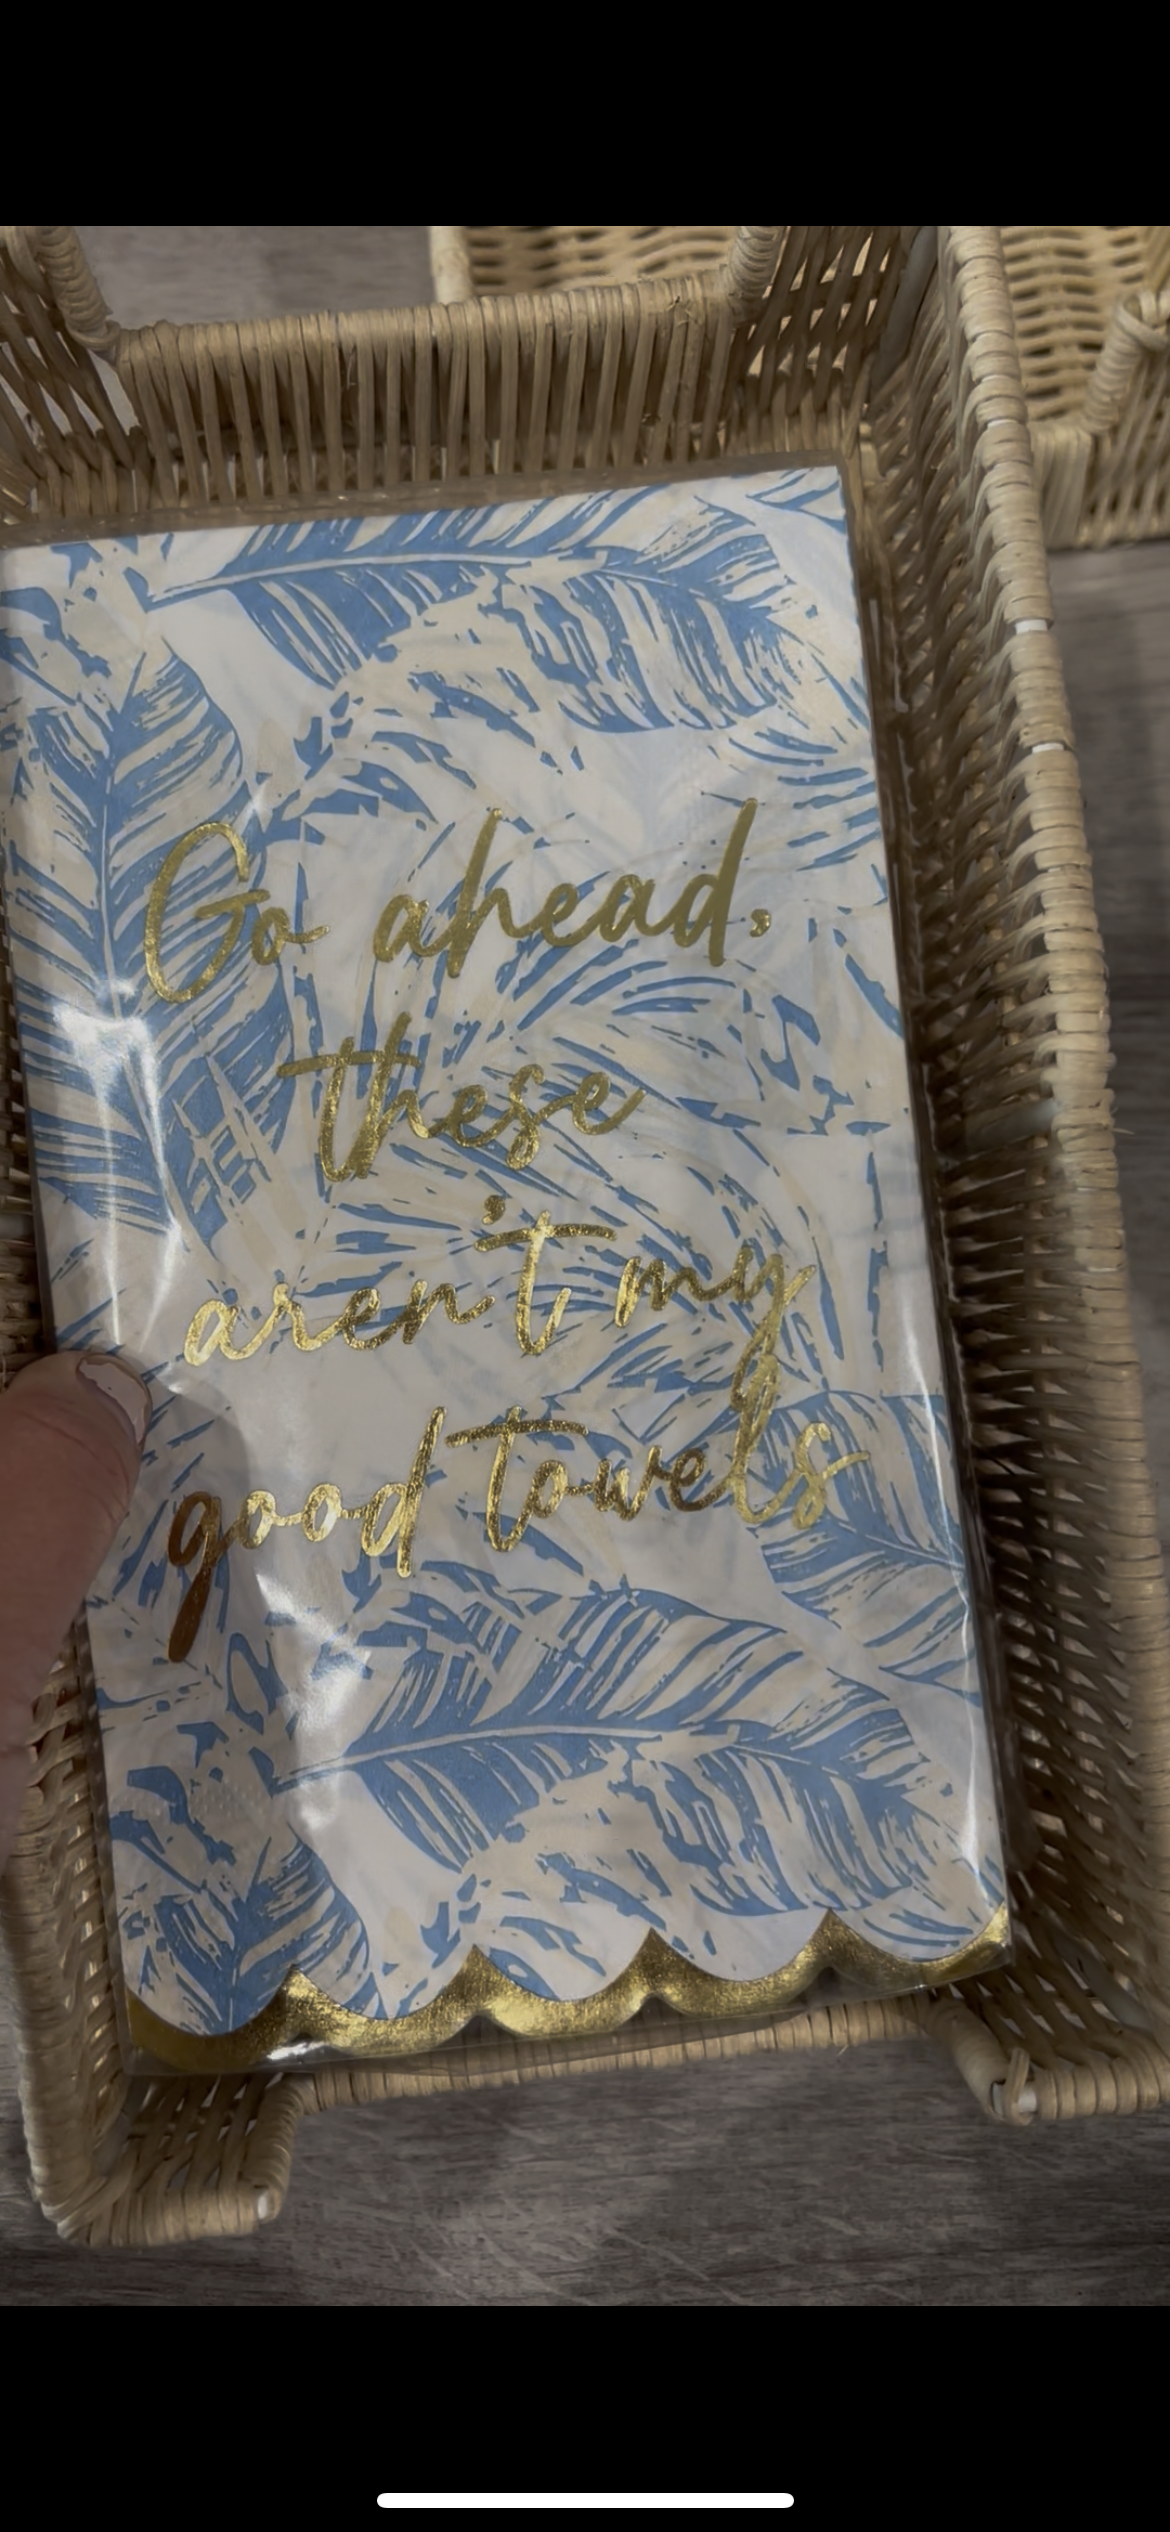 Go ahead,
these
aren't my
good towels